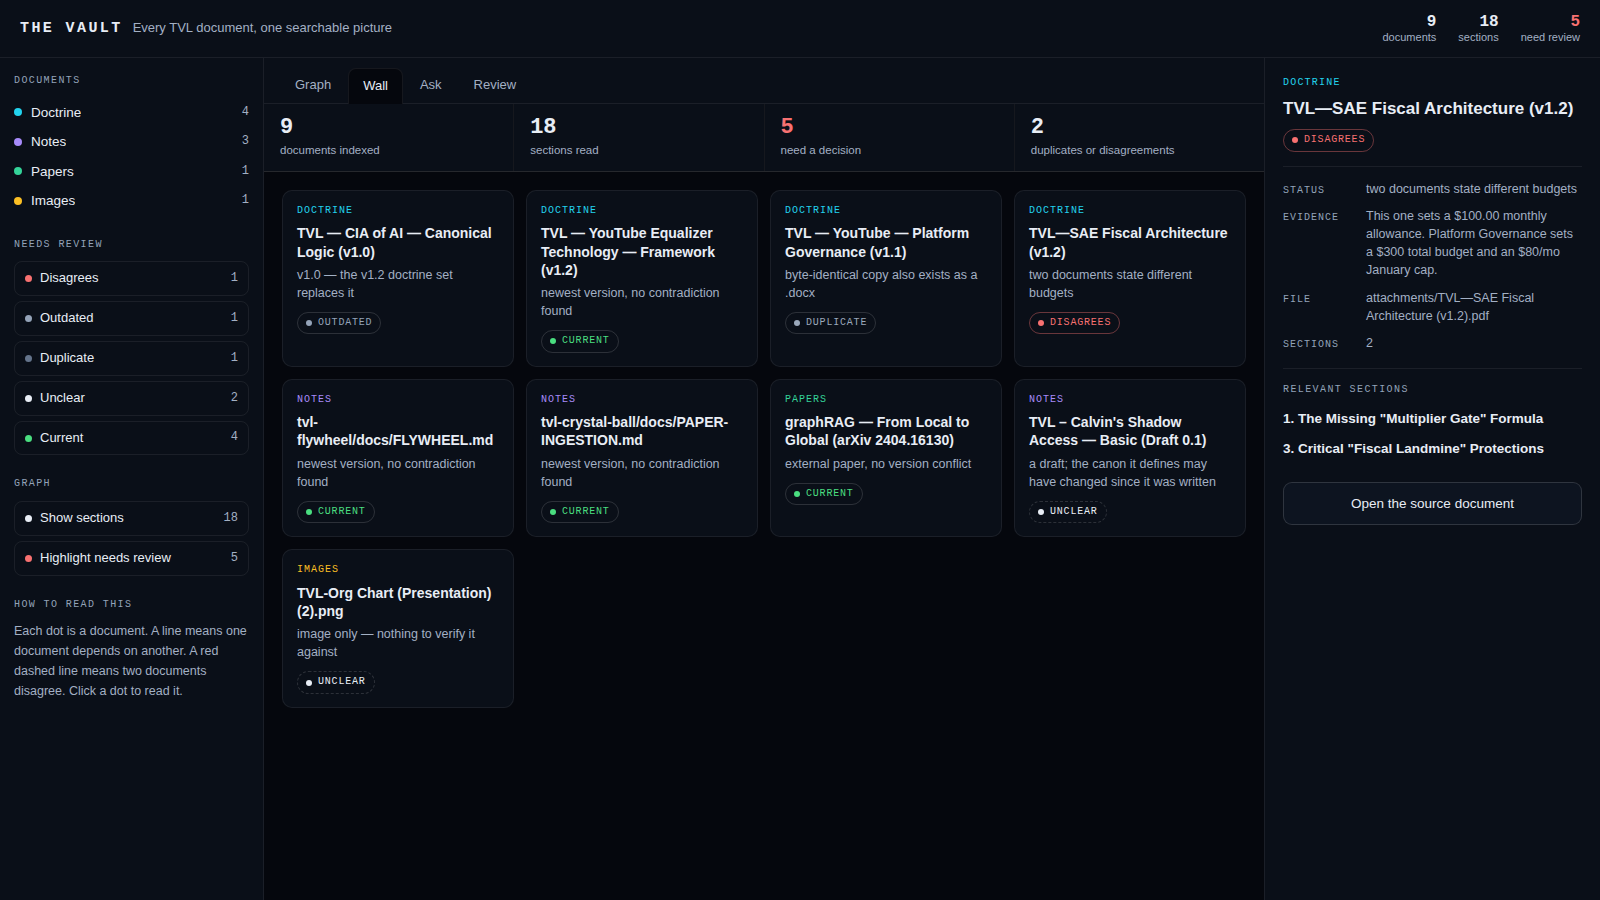 THE VAULT Every TVL document, one searchable picture
9 documents
18 sections
5 need review
DOCUMENTS
Doctrine 4
Notes 3
Papers 1
Images 1
NEEDS REVIEW
Disagrees 1
Outdated 1
Duplicate 1
Unclear 2
Current 4
GRAPH
Show sections 18
Highlight needs review 5
HOW TO READ THIS
Each dot is a document. A line means one
document depends on another. A red
dashed line means two documents
disagree. Click a dot to read it.
Graph Wall Ask Review
9
documents indexed
18
sections read
5
need a decision
2
duplicates or disagreements
DOCTRINE
TVL — CIA of AI — Canonical
Logic (v1.0)
v1.0 — the v1.2 doctrine set
replaces it
OUTDATED
DOCTRINE
TVL — YouTube Equalizer
Technology — Framework
(v1.2)
newest version, no contradiction
found
CURRENT
DOCTRINE
TVL — YouTube — Platform
Governance (v1.1)
byte-identical copy also exists as a
.docx
DUPLICATE
DOCTRINE
TVL—SAE Fiscal Architecture
(v1.2)
two documents state different
budgets
DISAGREES
NOTES
tvl-
flywheel/docs/FLYWHEEL.md
newest version, no contradiction
found
CURRENT
NOTES
tvl-crystal-ball/docs/PAPER-
INGESTION.md
newest version, no contradiction
found
CURRENT
PAPERS
graphRAG — From Local to
Global (arXiv 2404.16130)
external paper, no version conflict
CURRENT
NOTES
TVL – Calvin's Shadow
Access — Basic (Draft 0.1)
a draft; the canon it defines may
have changed since it was written
UNCLEAR
IMAGES
TVL-Org Chart (Presentation)
(2).png
image only — nothing to verify it
against
UNCLEAR
DOCTRINE
TVL—SAE Fiscal Architecture (v1.2)
DISAGREES
STATUS two documents state different budgets
EVIDENCE This one sets a $100.00 monthly
allowance. Platform Governance sets
a $300 total budget and an $80/mo
January cap.
FILE attachments/TVL—SAE Fiscal
Architecture (v1.2).pdf
SECTIONS 2
RELEVANT SECTIONS
1. The Missing "Multiplier Gate" Formula
3. Critical "Fiscal Landmine" Protections
Open the source document